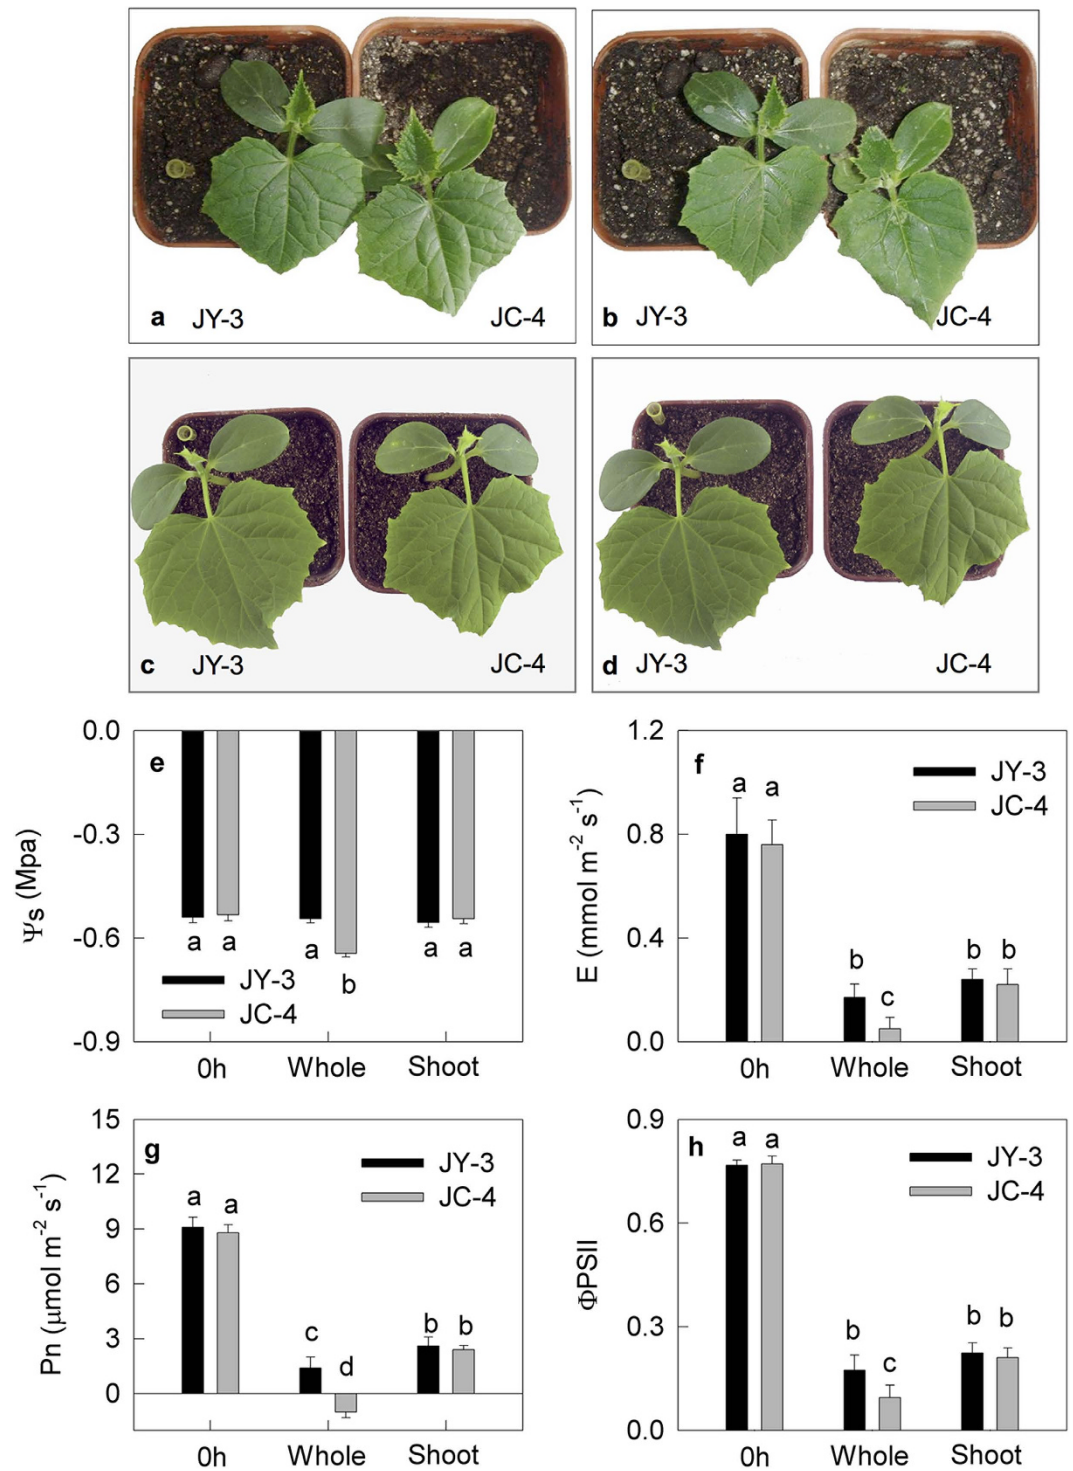 a JY-3 JC-4
b JY-3 JC-4
c JY-3 JC-4
d JY-3 JC-4
e
Ψs (Mpa)
0.0
-0.3
-0.6
-0.9
a a a b a a
JY-3
JC-4
0h Whole Shoot
f
E (mmol m-2 s-1)
1.2
0.8
0.4
0.0
JY-3
JC-4
a a b c b b
0h Whole Shoot
g
Pn (μmol m-2 s-1)
15
12
9
6
3
0
JY-3
JC-4
a a c d b b
0h Whole Shoot
h
ΦPSII
0.9
0.6
0.3
0.0
JY-3
JC-4
a a b c b b
0h Whole Shoot